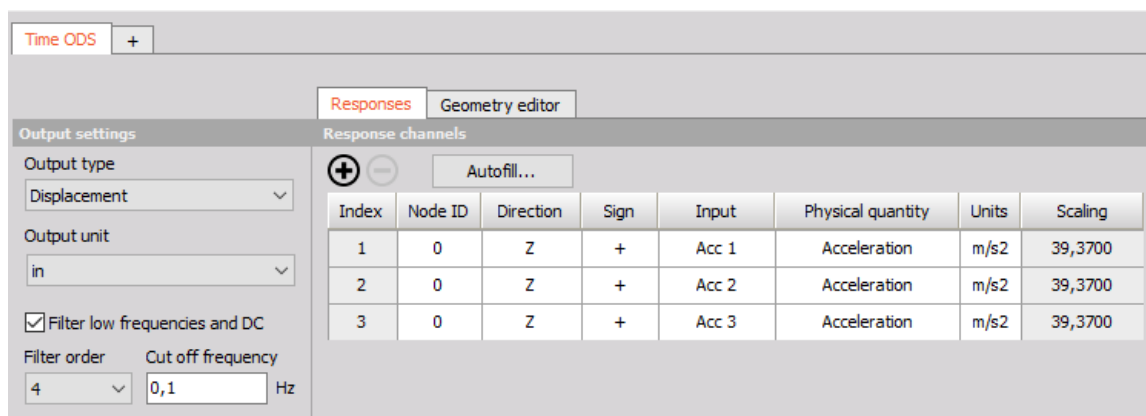 Time ODS +
Responses Geometry editor
Output settings
Output type
Displacement
Output unit
in
Filter low frequencies and DC
Filter order Cut off frequency
4 0,1 Hz
Response channels
Autofill...
Index Node ID Direction Sign Input Physical quantity Units Scaling
1 0 Z + Acc 1 Acceleration m/s2 39,3700
2 0 Z + Acc 2 Acceleration m/s2 39,3700
3 0 Z + Acc 3 Acceleration m/s2 39,3700